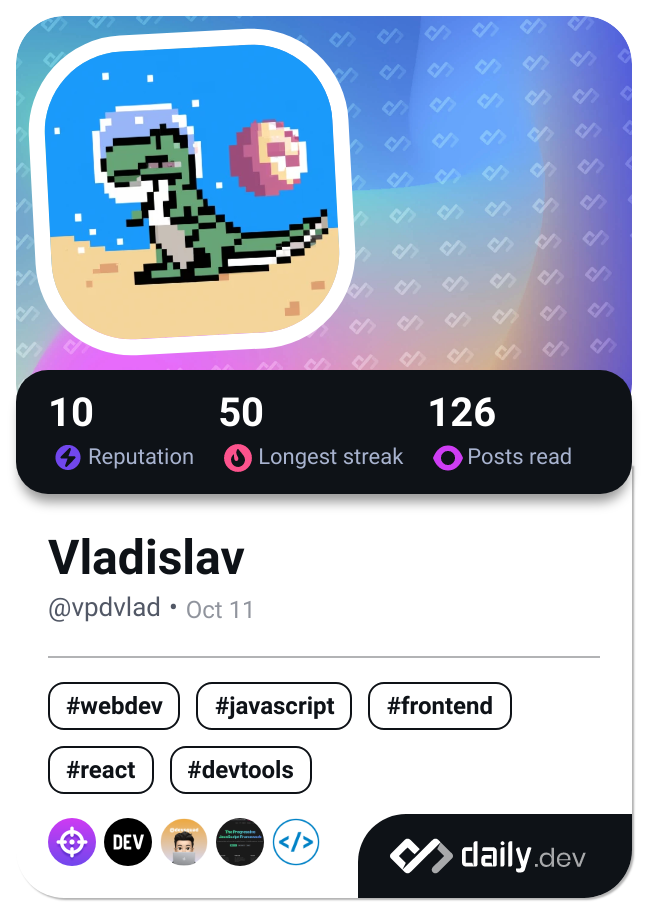 10 50 126
Reputation Longest streak Posts read
Vladislav
@vpdvlad • Oct 11
#webdev #javascript #frontend
#react #devtools
DEV </>
daily.dev